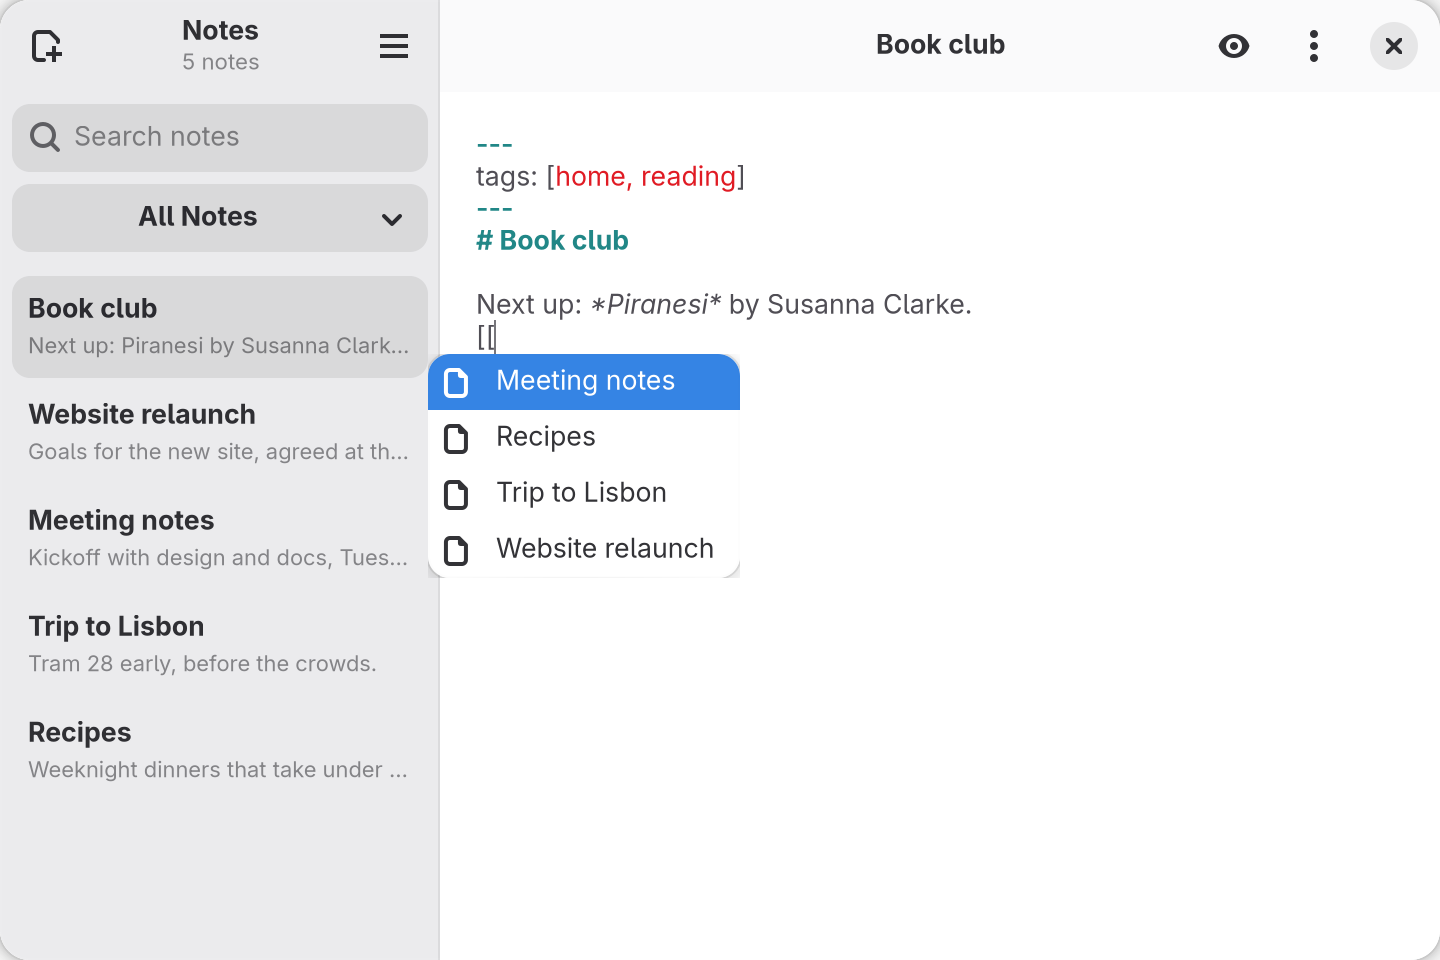 Notes
5 notes
Search notes
All Notes
Book club
Next up: Piranesi by Susanna Clark...
Website relaunch
Goals for the new site, agreed at th...
Meeting notes
Kickoff with design and docs, Tues...
Trip to Lisbon
Tram 28 early, before the crowds.
Recipes
Weeknight dinners that take under ...
Book club
---
tags: [home, reading]
---
# Book club
Next up: *Piranesi* by Susanna Clarke.
[[
Meeting notes
Recipes
Trip to Lisbon
Website relaunch